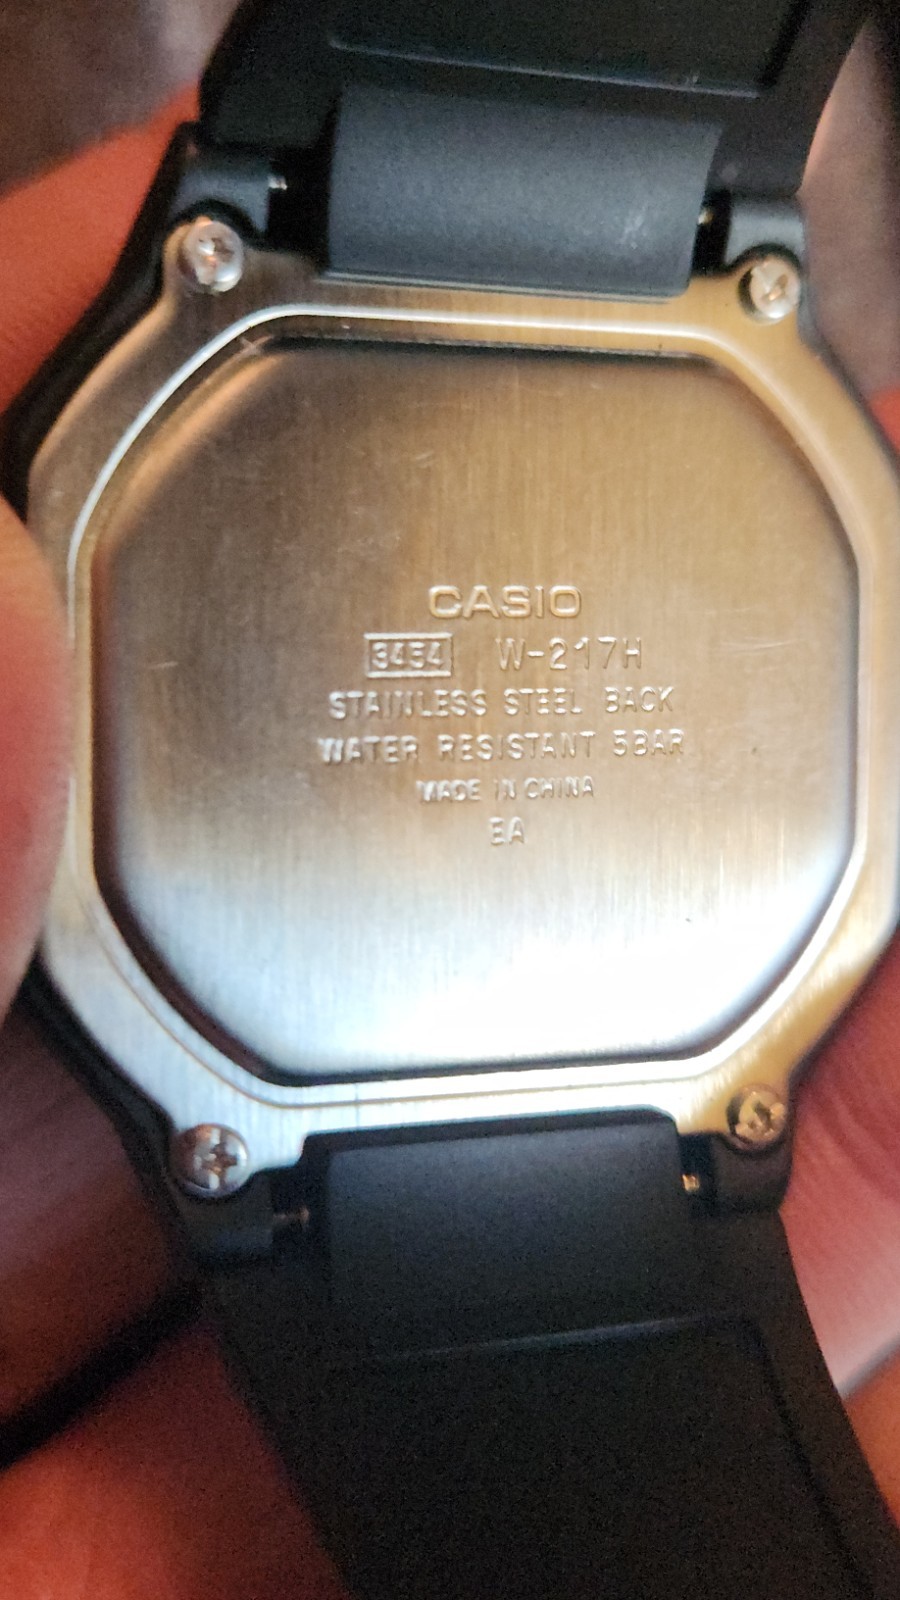 CASIO
3454 W-217H
STAINLESS STEEL BACK
WATER RESISTANT 5BAR
MADE IN CHINA
EA